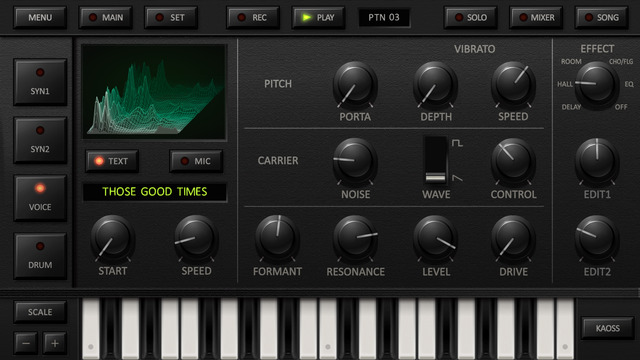 MENU
MAIN
SET
REC
PLAY
PTN 03
SOLO
MIXER
SONG
SYN1
SYN2
VOICE
DRUM
TEXT
MIC
THOSE GOOD TIMES
START
SPEED
VIBRATO
PITCH
PORTA
DEPTH
SPEED
CARRIER
NOISE
WAVE
CONTROL
FORMANT
RESONANCE
LEVEL
DRIVE
EFFECT
ROOM
CHO/FLG
HALL
EQ
DELAY
OFF
EDIT1
EDIT2
SCALE
KAOSS
− +